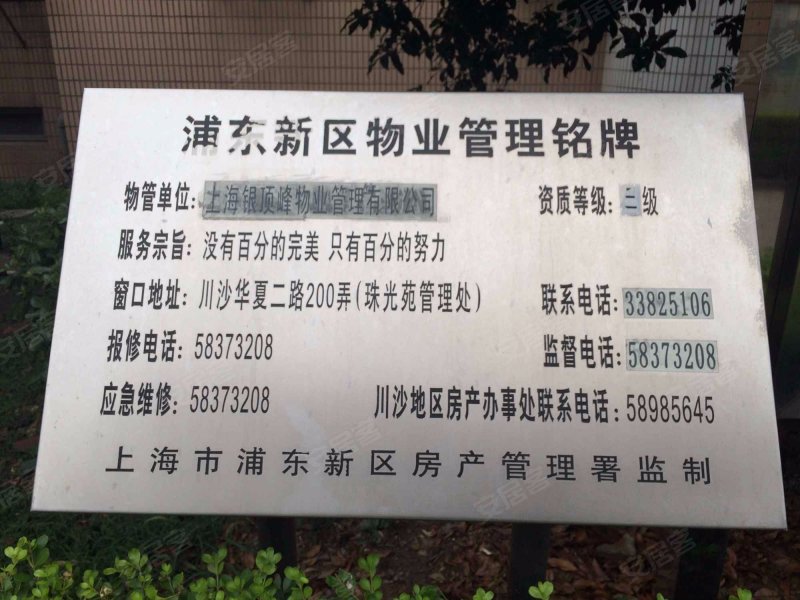 浦东新区物业管理铭牌
物管单位:上海银顶峰物业管理有限公司 资质等级:三级
服务宗旨:没有百分的完美 只有百分的努力
窗口地址:川沙华夏二路200弄(珠光苑管理处) 联系电话:33825106
报修电话:58373208 监督电话:58373208
应急维修:58373208 川沙地区房产办事处联系电话:58985645
上海市浦东新区房产管理署监制
安居客